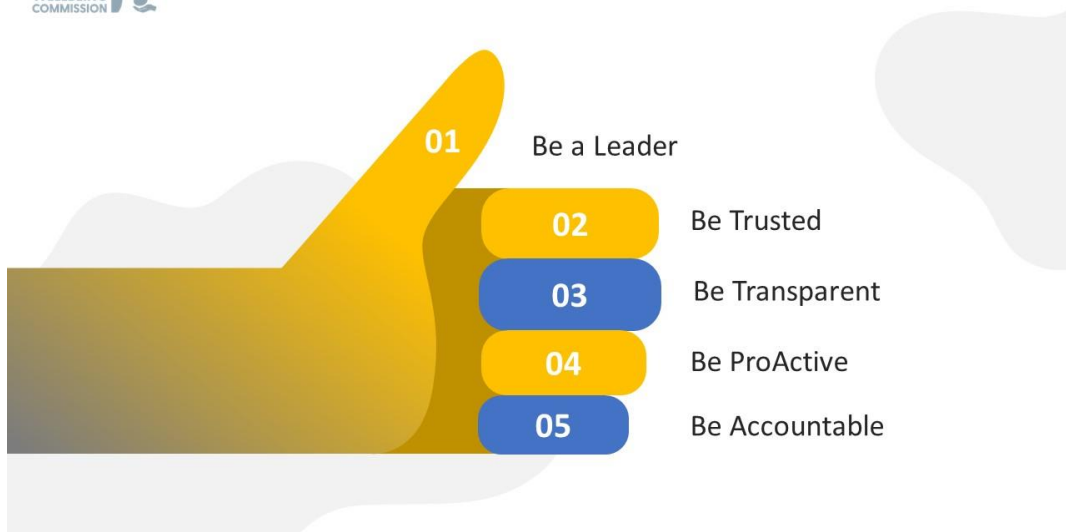 COMMISSION
01
Be a Leader
02
Be Trusted
03
Be Transparent
04
Be ProActive
05
Be Accountable